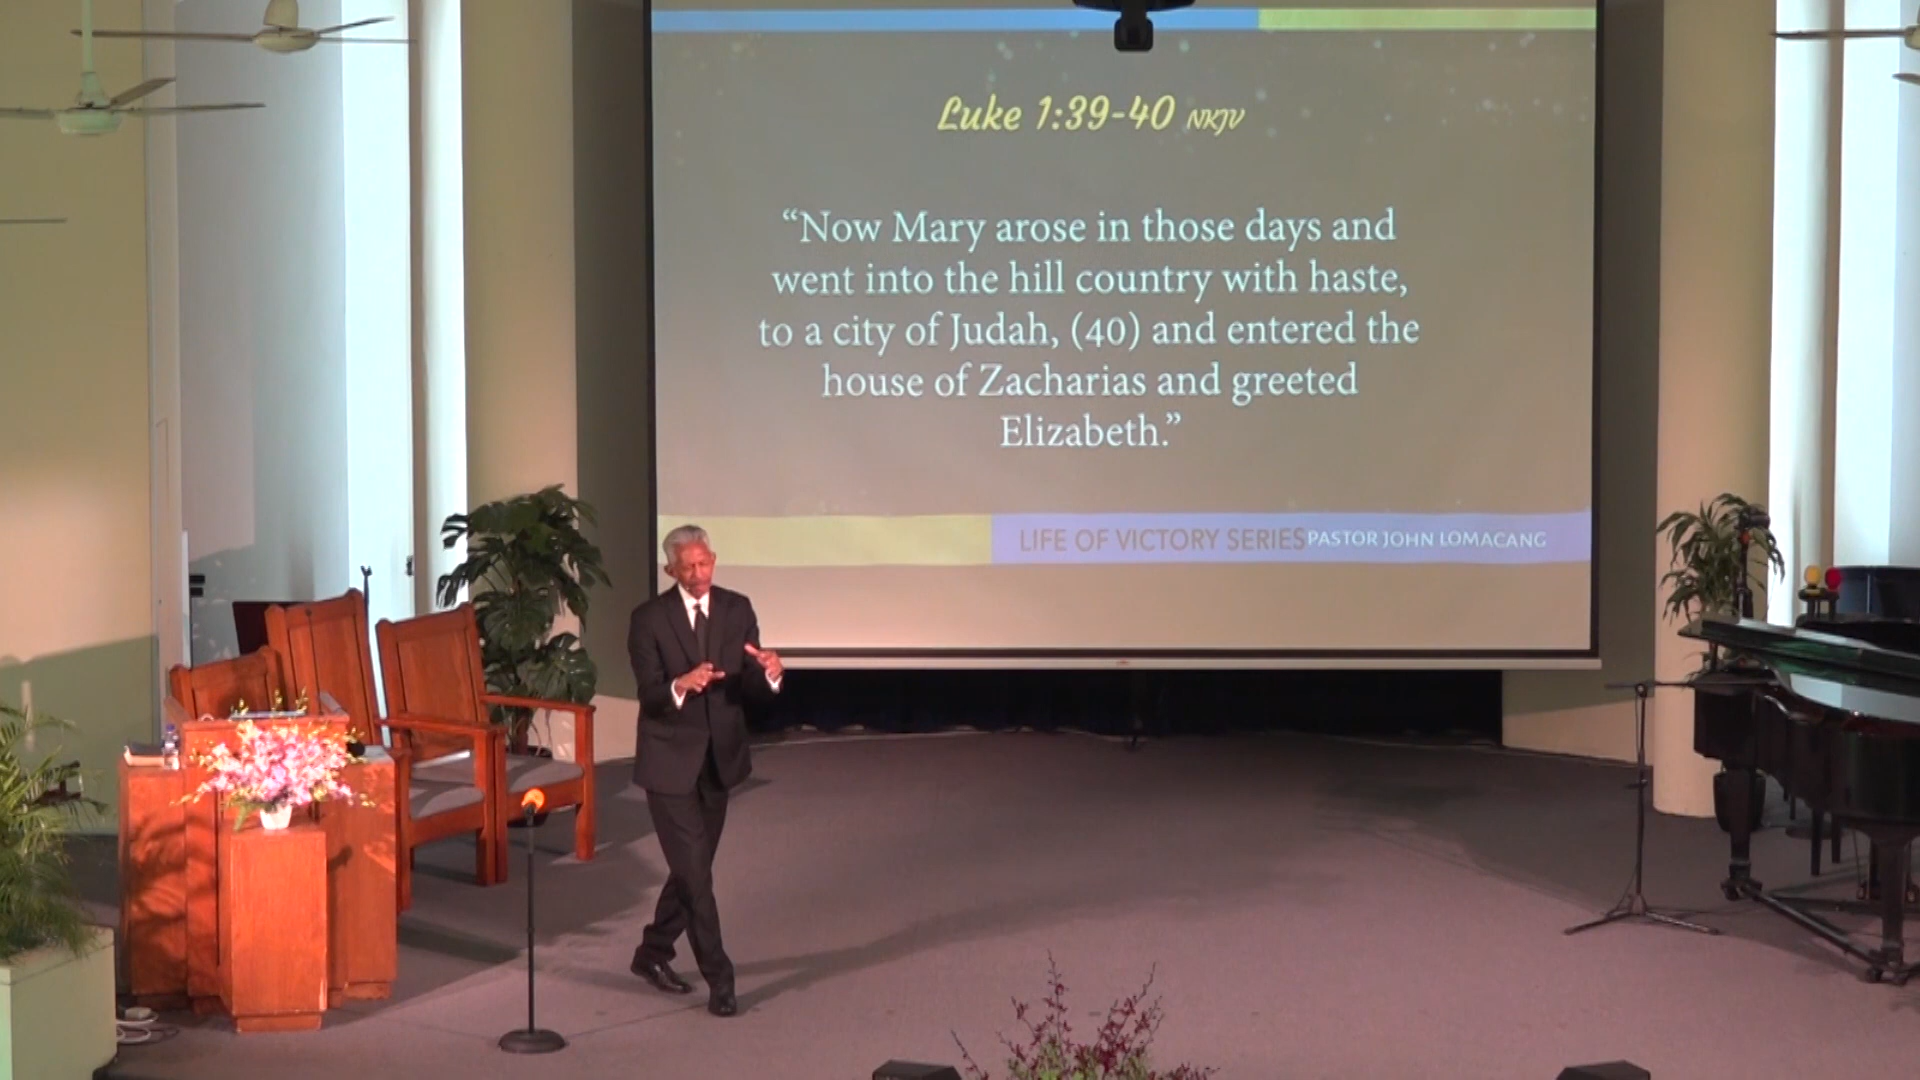 Luke 1:39-40 NKJV
“Now Mary arose in those days and
went into the hill country with haste,
to a city of Judah, (40) and entered the
house of Zacharias and greeted
Elizabeth.”
LIFE OF VICTORY SERIES PASTOR JOHN LOMACANG